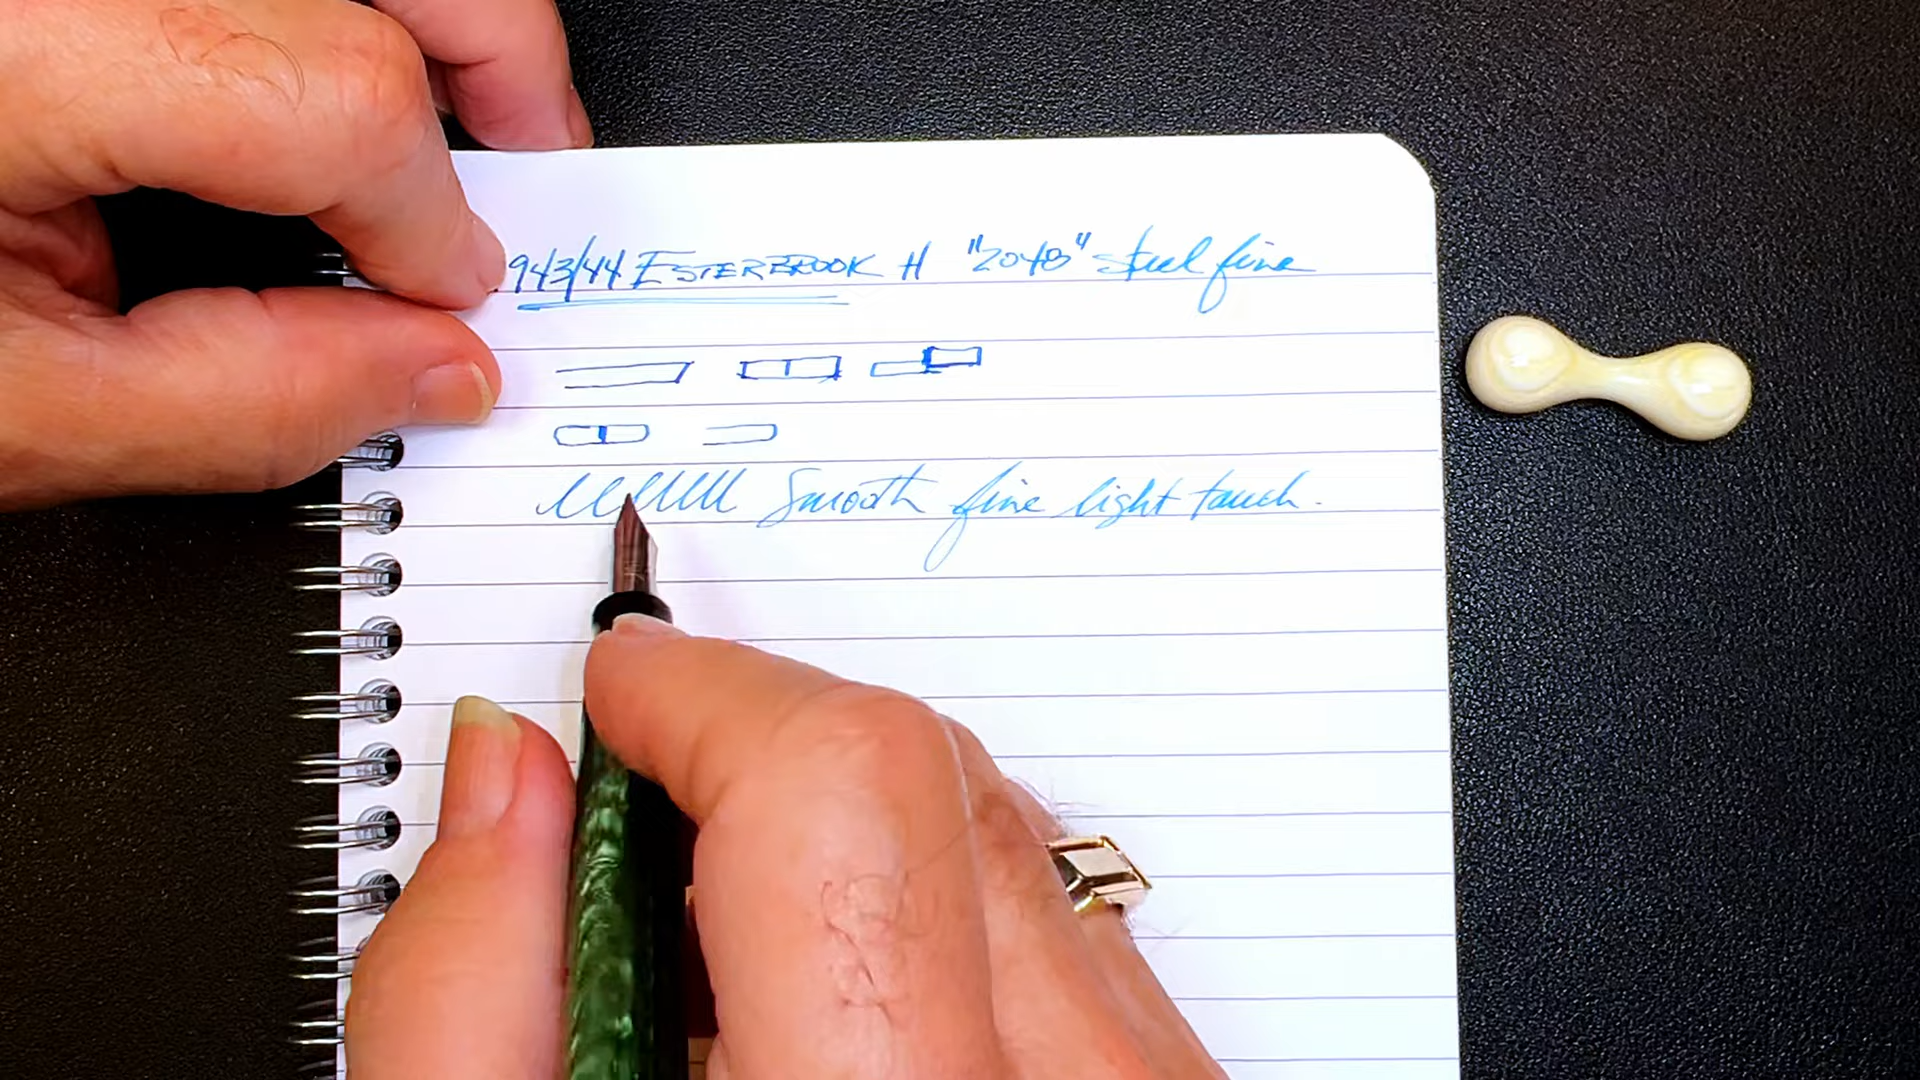 943/44 ESTERBROOK H "2048" steel fine
Smooth fine light touch.